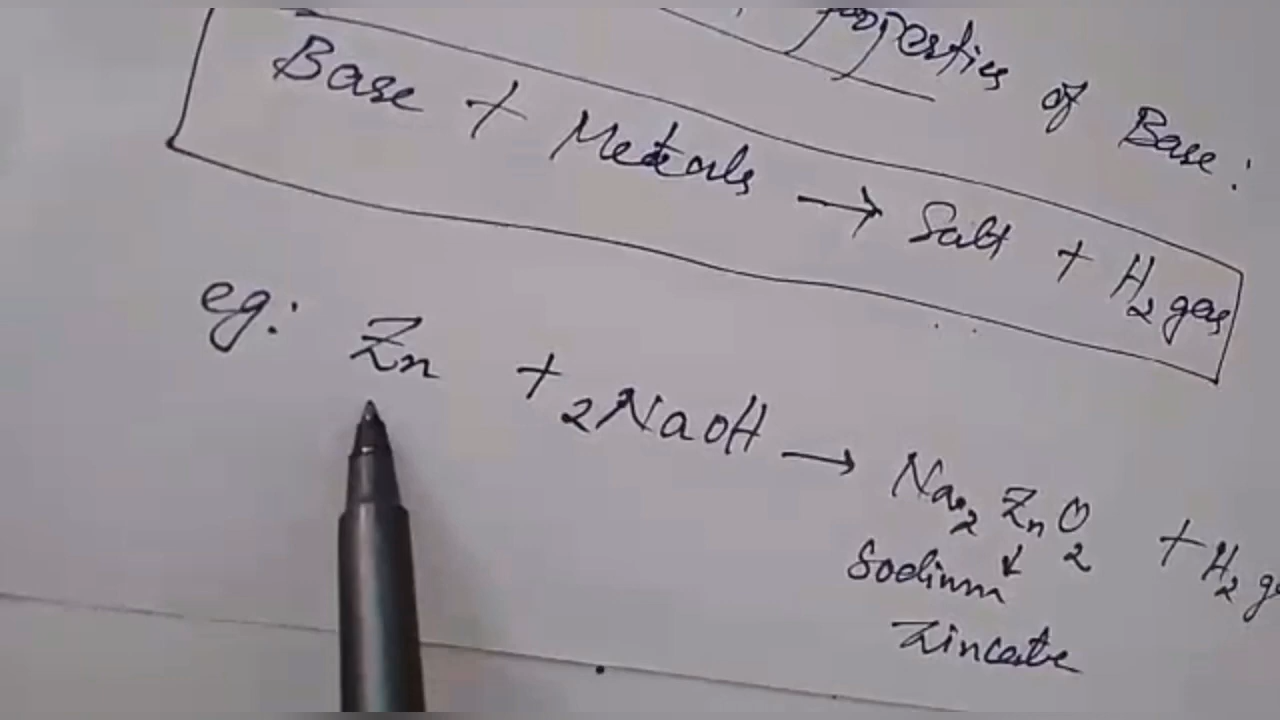 properties of Base:
Base + Metals → Salt + H₂ gas
eg: Zn + 2NaOH → Na₂ZnO₂ + H₂
↓
Sodium
Zincate